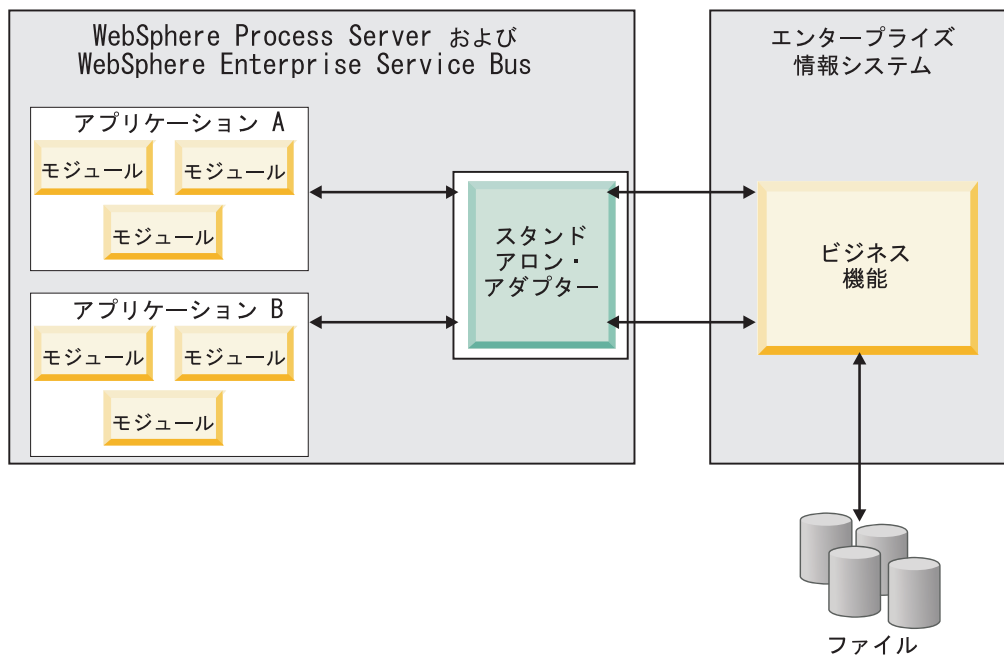 WebSphere Process Server および
WebSphere Enterprise Service Bus
アプリケーション A
モジュール
モジュール
モジュール
アプリケーション B
モジュール
モジュール
モジュール
スタンド
アロン・
アダプター
エンタープライズ
情報システム
ビジネス
機能
ファイル